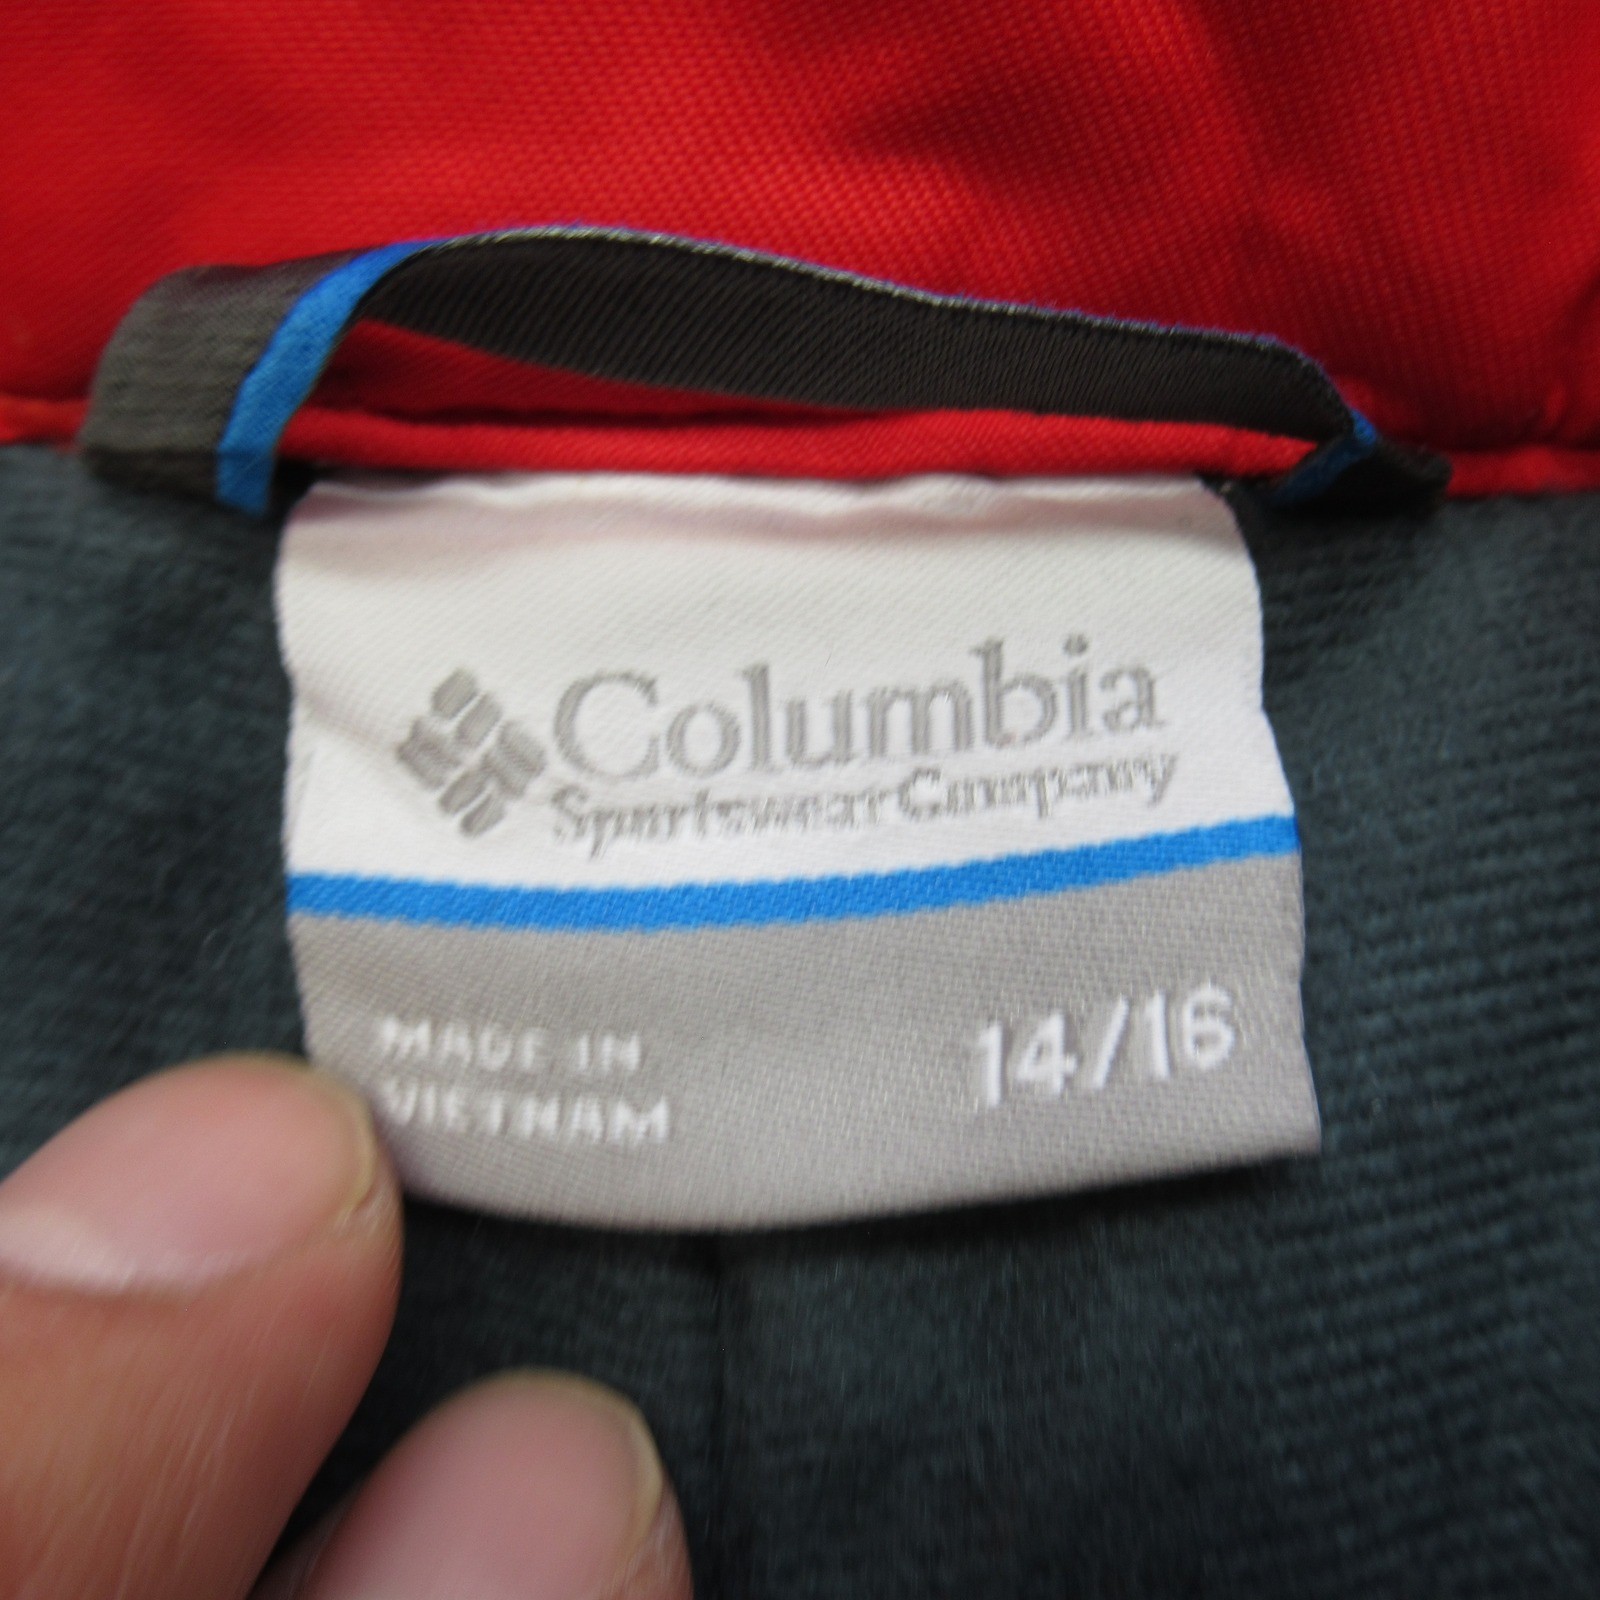 Columbia
Sportswear Company
MADE IN
VIETNAM
14/16